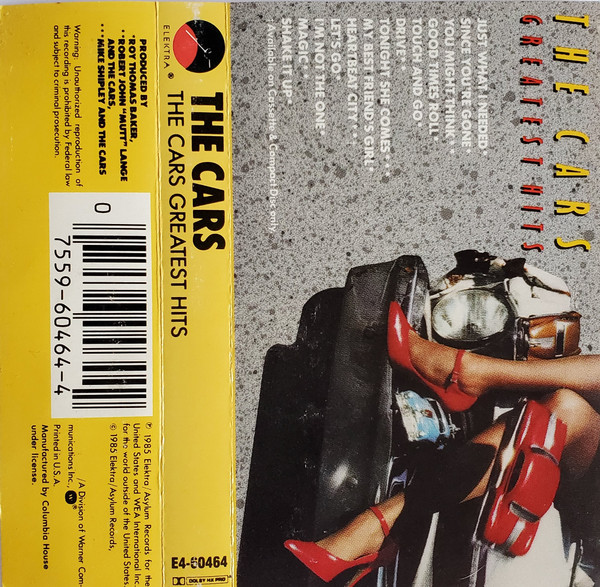 THE CARS
GREATEST HITS
JUST WHAT I NEEDED*
SINCE YOU'RE GONE*
YOU MIGHT THINK**
GOOD TIMES ROLL*
TOUCH AND GO*
DRIVE**
TONIGHT SHE COMES***
MY BEST FRIEND'S GIRL*
HEARTBEAT CITY**
LET'S GO*
I'M NOT THE ONE*
MAGIC**
SHAKE IT UP*
Available on Cassette & Compact Disc only
ELEKTRA ®
THE CARS
THE CARS GREATEST HITS
E4-60464
DOLBY HX PRO
PRODUCED BY
*ROY THOMAS BAKER,
**ROBERT JOHN "MUTT" LANGE
AND THE CARS,
***MIKE SHIPLEY AND THE CARS
Warning: Unauthorized reproduction of
this recording is prohibited by Federal law
and subject to criminal prosecution.
0
7559-60464-4
℗ 1985 Elektra/Asylum Records for the
United States and WEA International Inc.
for the world outside of the United States.
© 1985 Elektra/Asylum Records,
/A Division of Warner Com-
munications Inc.,
Printed in U.S.A.
Manufactured by Columbia House
under license.